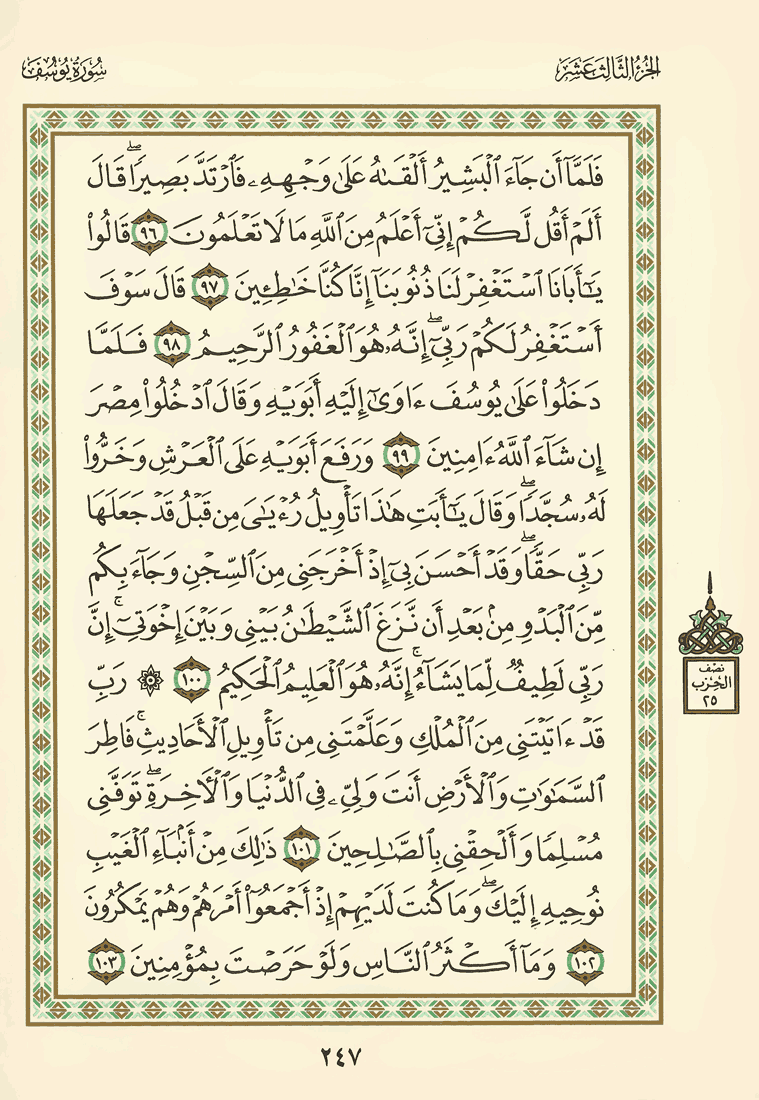 الجزء الثالث عشر
سورة يوسف
فَلَمَّآ أَن جَآءَ ٱلْبَشِيرُ أَلْقَىٰهُ عَلَىٰ وَجْهِهِۦ فَٱرْتَدَّ بَصِيرًاۖ قَالَ
أَلَمْ أَقُل لَّكُمْ إِنِّىٓ أَعْلَمُ مِنَ ٱللَّهِ مَا لَا تَعْلَمُونَ ٩٦ قَالُوا۟
يَٰٓأَبَانَا ٱسْتَغْفِرْ لَنَا ذُنُوبَنَآ إِنَّا كُنَّا خَٰطِـِٔينَ ٩٧ قَالَ سَوْفَ
أَسْتَغْفِرُ لَكُمْ رَبِّىٓۖ إِنَّهُۥ هُوَ ٱلْغَفُورُ ٱلرَّحِيمُ ٩٨ فَلَمَّا
دَخَلُوا۟ عَلَىٰ يُوسُفَ ءَاوَىٰٓ إِلَيْهِ أَبَوَيْهِ وَقَالَ ٱدْخُلُوا۟ مِصْرَ
إِن شَآءَ ٱللَّهُ ءَامِنِينَ ٩٩ وَرَفَعَ أَبَوَيْهِ عَلَى ٱلْعَرْشِ وَخَرُّوا۟
لَهُۥ سُجَّدًاۖ وَقَالَ يَٰٓأَبَتِ هَٰذَا تَأْوِيلُ رُءْيَٰىَ مِن قَبْلُ قَدْ جَعَلَهَا
رَبِّى حَقًّاۖ وَقَدْ أَحْسَنَ بِىٓ إِذْ أَخْرَجَنِى مِنَ ٱلسِّجْنِ وَجَآءَ بِكُم
مِّنَ ٱلْبَدْوِ مِنۢ بَعْدِ أَن نَّزَغَ ٱلشَّيْطَٰنُ بَيْنِى وَبَيْنَ إِخْوَتِىٓۚ إِنَّ
رَبِّى لَطِيفٌ لِّمَا يَشَآءُۚ إِنَّهُۥ هُوَ ٱلْعَلِيمُ ٱلْحَكِيمُ ١٠٠ ۞ رَبِّ
قَدْ ءَاتَيْتَنِى مِنَ ٱلْمُلْكِ وَعَلَّمْتَنِى مِن تَأْوِيلِ ٱلْأَحَادِيثِۚ فَاطِرَ
ٱلسَّمَٰوَٰتِ وَٱلْأَرْضِ أَنتَ وَلِىِّۦ فِى ٱلدُّنْيَا وَٱلْءَاخِرَةِۖ تَوَفَّنِى
مُسْلِمًا وَأَلْحِقْنِى بِٱلصَّٰلِحِينَ ١٠١ ذَٰلِكَ مِنْ أَنۢبَآءِ ٱلْغَيْبِ
نُوحِيهِ إِلَيْكَۖ وَمَا كُنتَ لَدَيْهِمْ إِذْ أَجْمَعُوٓا۟ أَمْرَهُمْ وَهُمْ يَمْكُرُونَ
١٠٢ وَمَآ أَكْثَرُ ٱلنَّاسِ وَلَوْ حَرَصْتَ بِمُؤْمِنِينَ ١٠٣
نصف
الحزب
٢٥
٢٤٧